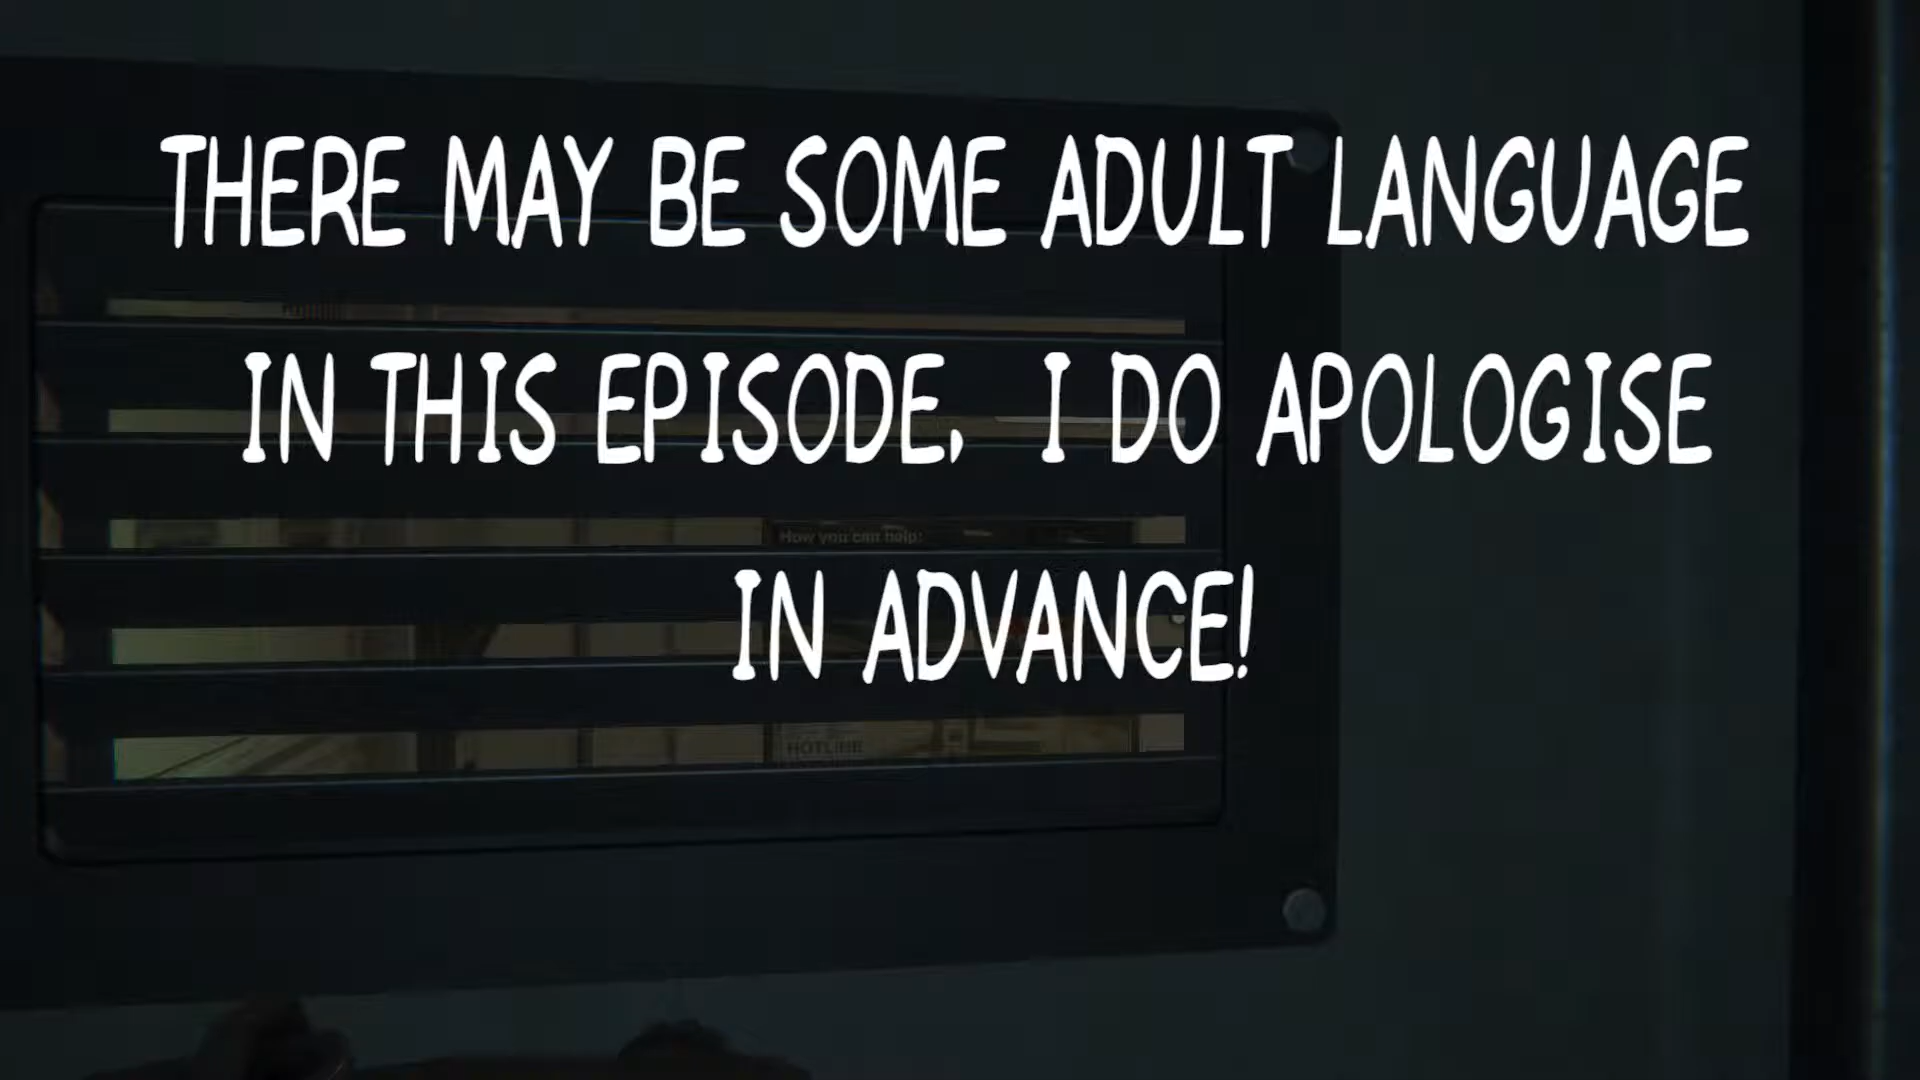 THERE MAY BE SOME ADULT LANGUAGE
IN THIS EPISODE, I DO APOLOGISE
How you can help:
IN ADVANCE!
HOTLINE